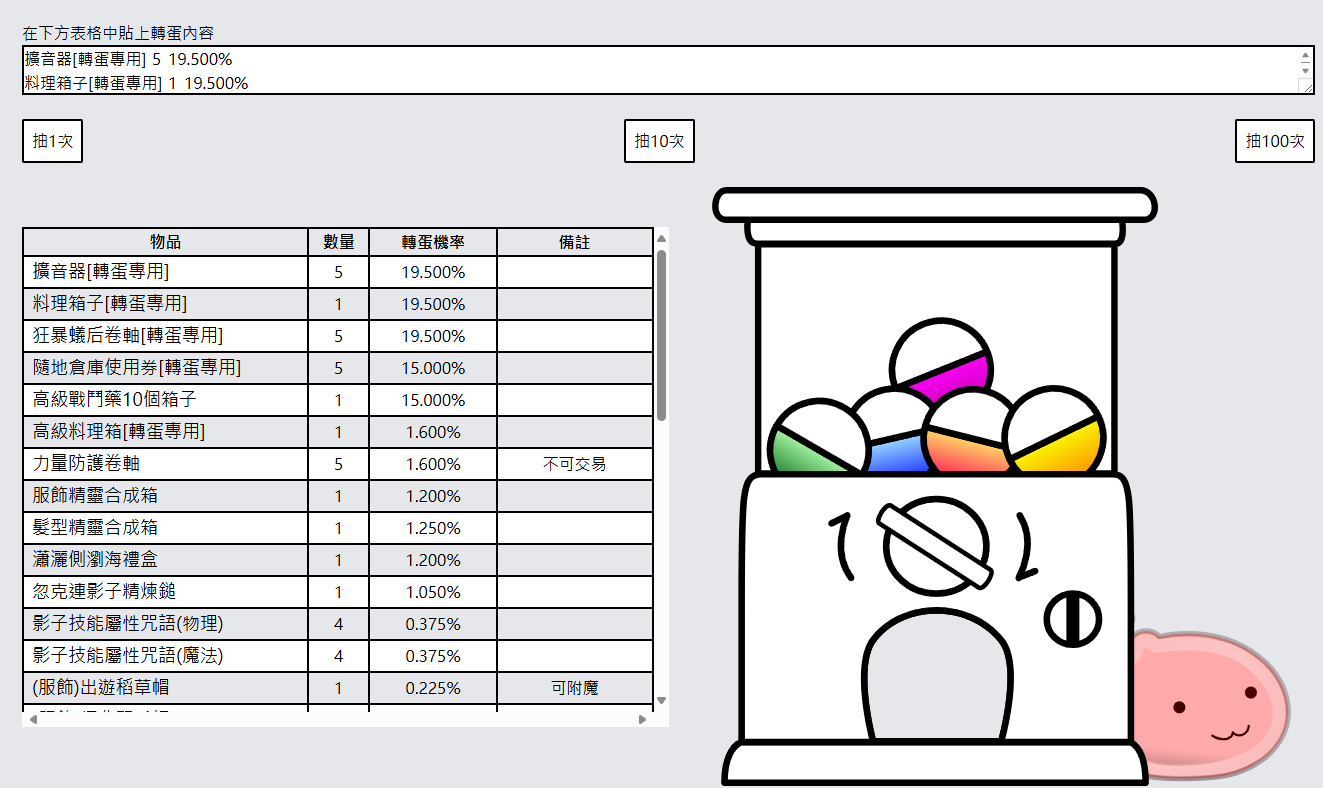 在下方表格中貼上轉蛋內容
擴音器[轉蛋專用] 5 19.500%
料理箱子[轉蛋專用] 1 19.500%
抽1次 抽10次 抽100次
物品 數量 轉蛋機率 備註
擴音器[轉蛋專用] 5 19.500%
料理箱子[轉蛋專用] 1 19.500%
狂暴蟻后卷軸[轉蛋專用] 5 19.500%
隨地倉庫使用券[轉蛋專用] 5 15.000%
高級戰鬥藥10個箱子 1 15.000%
高級料理箱[轉蛋專用] 1 1.600%
力量防護卷軸 5 1.600% 不可交易
服飾精靈合成箱 1 1.200%
髮型精靈合成箱 1 1.250%
瀟灑側瀏海禮盒 1 1.200%
忽克連影子精煉鎚 1 1.050%
影子技能屬性咒語(物理) 4 0.375%
影子技能屬性咒語(魔法) 4 0.375%
(服飾)出遊稻草帽 1 0.225% 可附魔